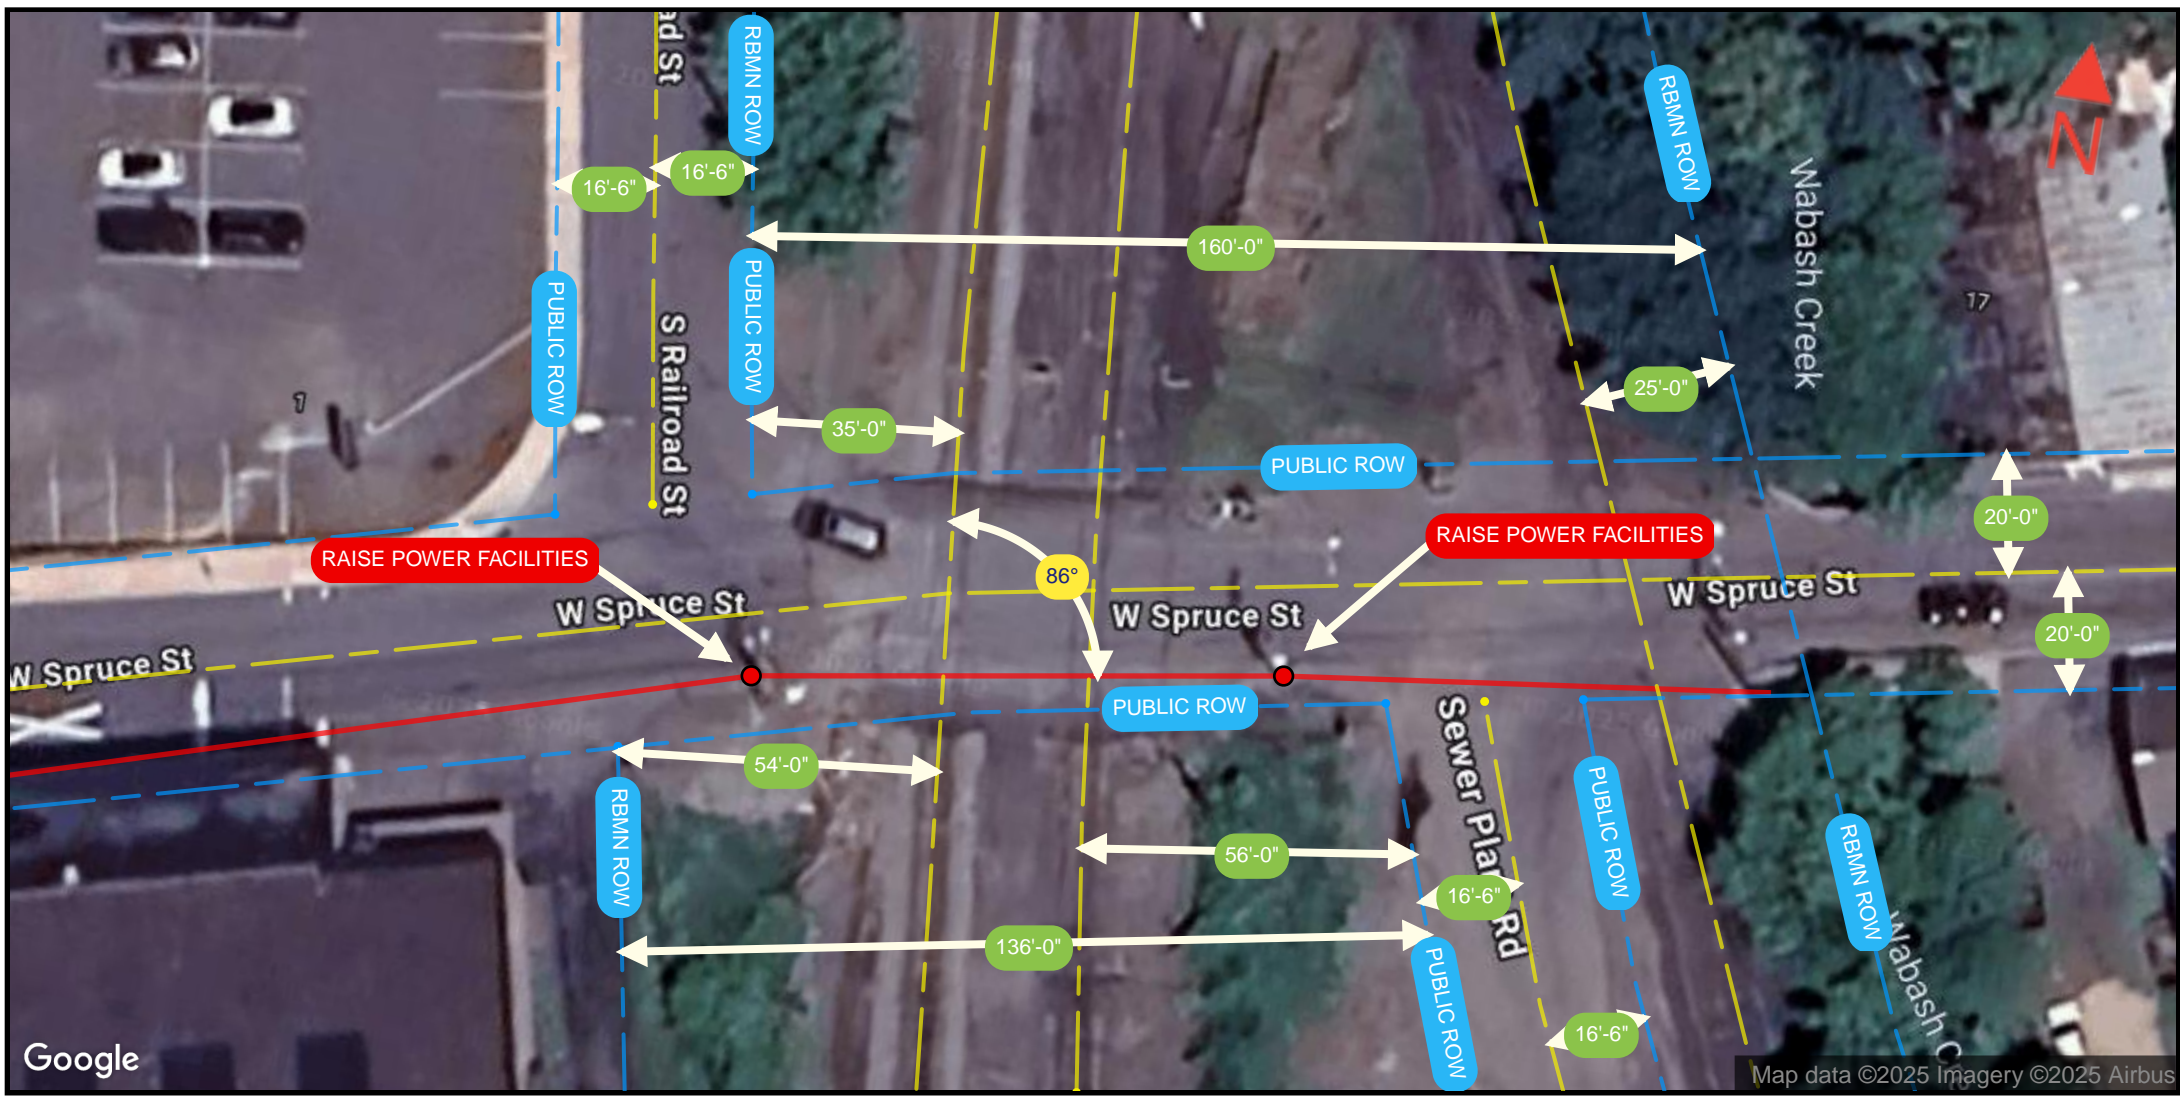 ad St
RBMN ROW
RBMN ROW
N
16'-6"
16'-6"
160'-0"
Wabash Creek
17
PUBLIC ROW
PUBLIC ROW
S Railroad St
1
25'-0"
35'-0"
PUBLIC ROW
20'-0"
RAISE POWER FACILITIES
RAISE POWER FACILITIES
86°
W Spruce St
W Spruce St
W Spruce St
20'-0"
W Spruce St
PUBLIC ROW
54'-0"
Sewer Plant Rd
PUBLIC ROW
RBMN ROW
56'-0"
RBMN ROW
16'-6"
136'-0"
PUBLIC ROW
16'-6"
Wabash Cre
Google
Map data ©2025 Imagery ©2025 Airbus